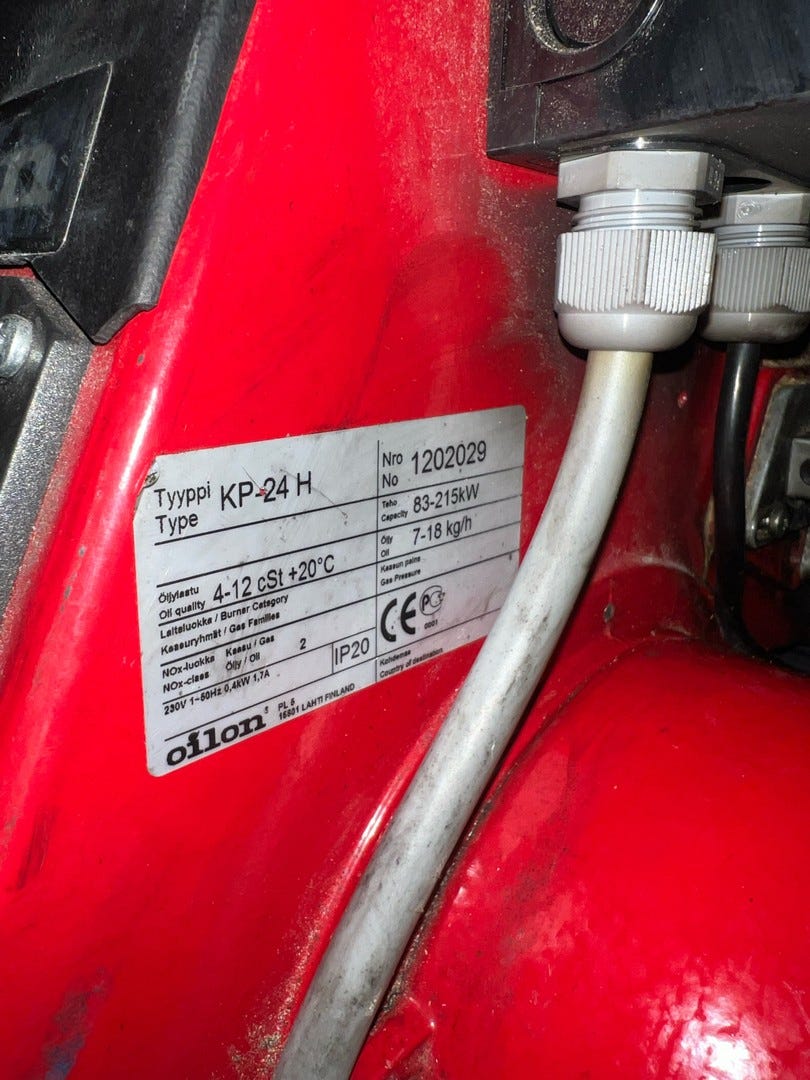 Tyyppi
Type KP-24 H
Nro
No 1202029
Teho
Capacity 83-215kW
Öljy
Oil 7-18 kg/h
Kaasun paine
Gas Pressure
Öljylaatu
Oil quality 4-12 cSt +20°C
Laiteluokka / Burner Category
Kaasuryhmät / Gas Families
NOx-luokka Kaasu / Gas
NOx-class Öljy / Oil 2
230V 1~50Hz 0,4kW 1,7A
IP20
CE PCT
0001
Kohdemaa
Country of destination
oilon
PL 5
15801 LAHTI FINLAND